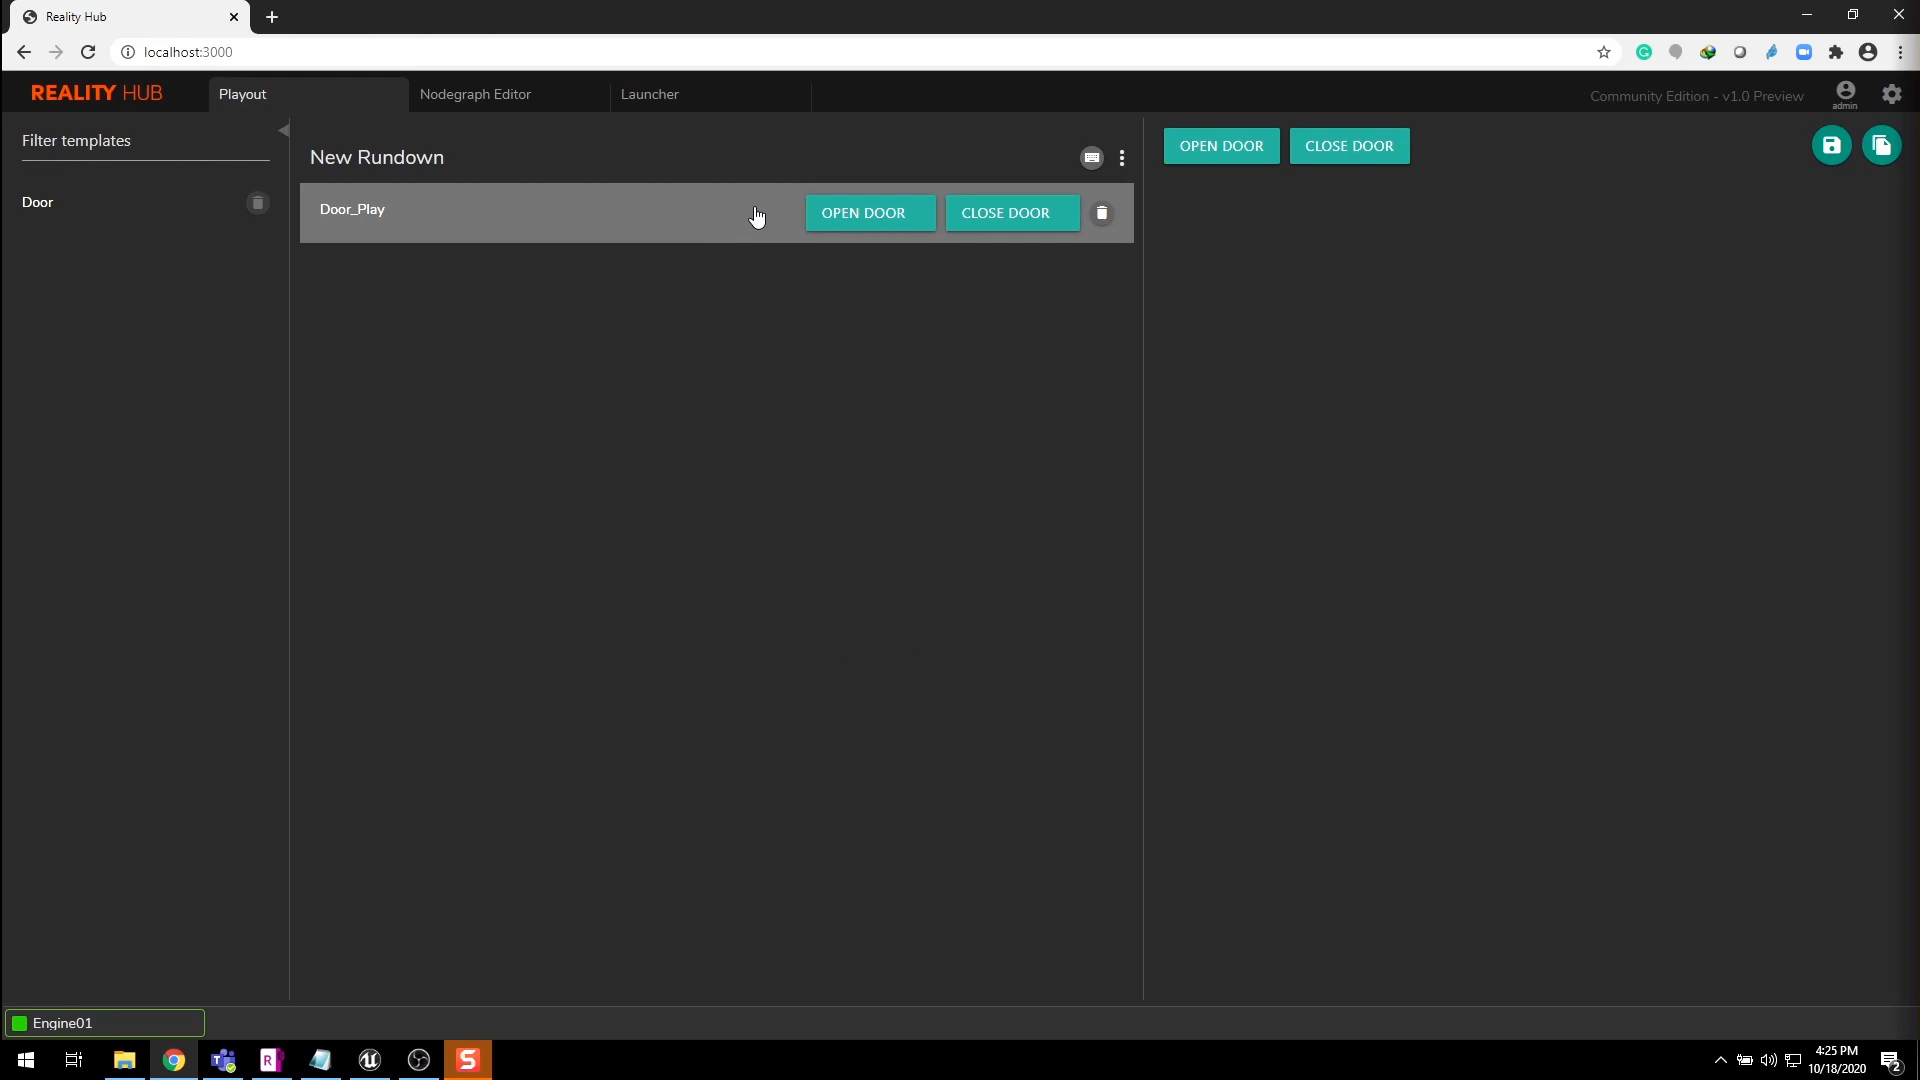 Reality Hub
localhost:3000
REALITY HUB
Playout
Nodegraph Editor
Launcher
Community Edition - v1.0 Preview
admin
Filter templates
Door
New Rundown
Door_Play
OPEN DOOR
CLOSE DOOR
OPEN DOOR
CLOSE DOOR
Engine01
4:25 PM
10/18/2020
2